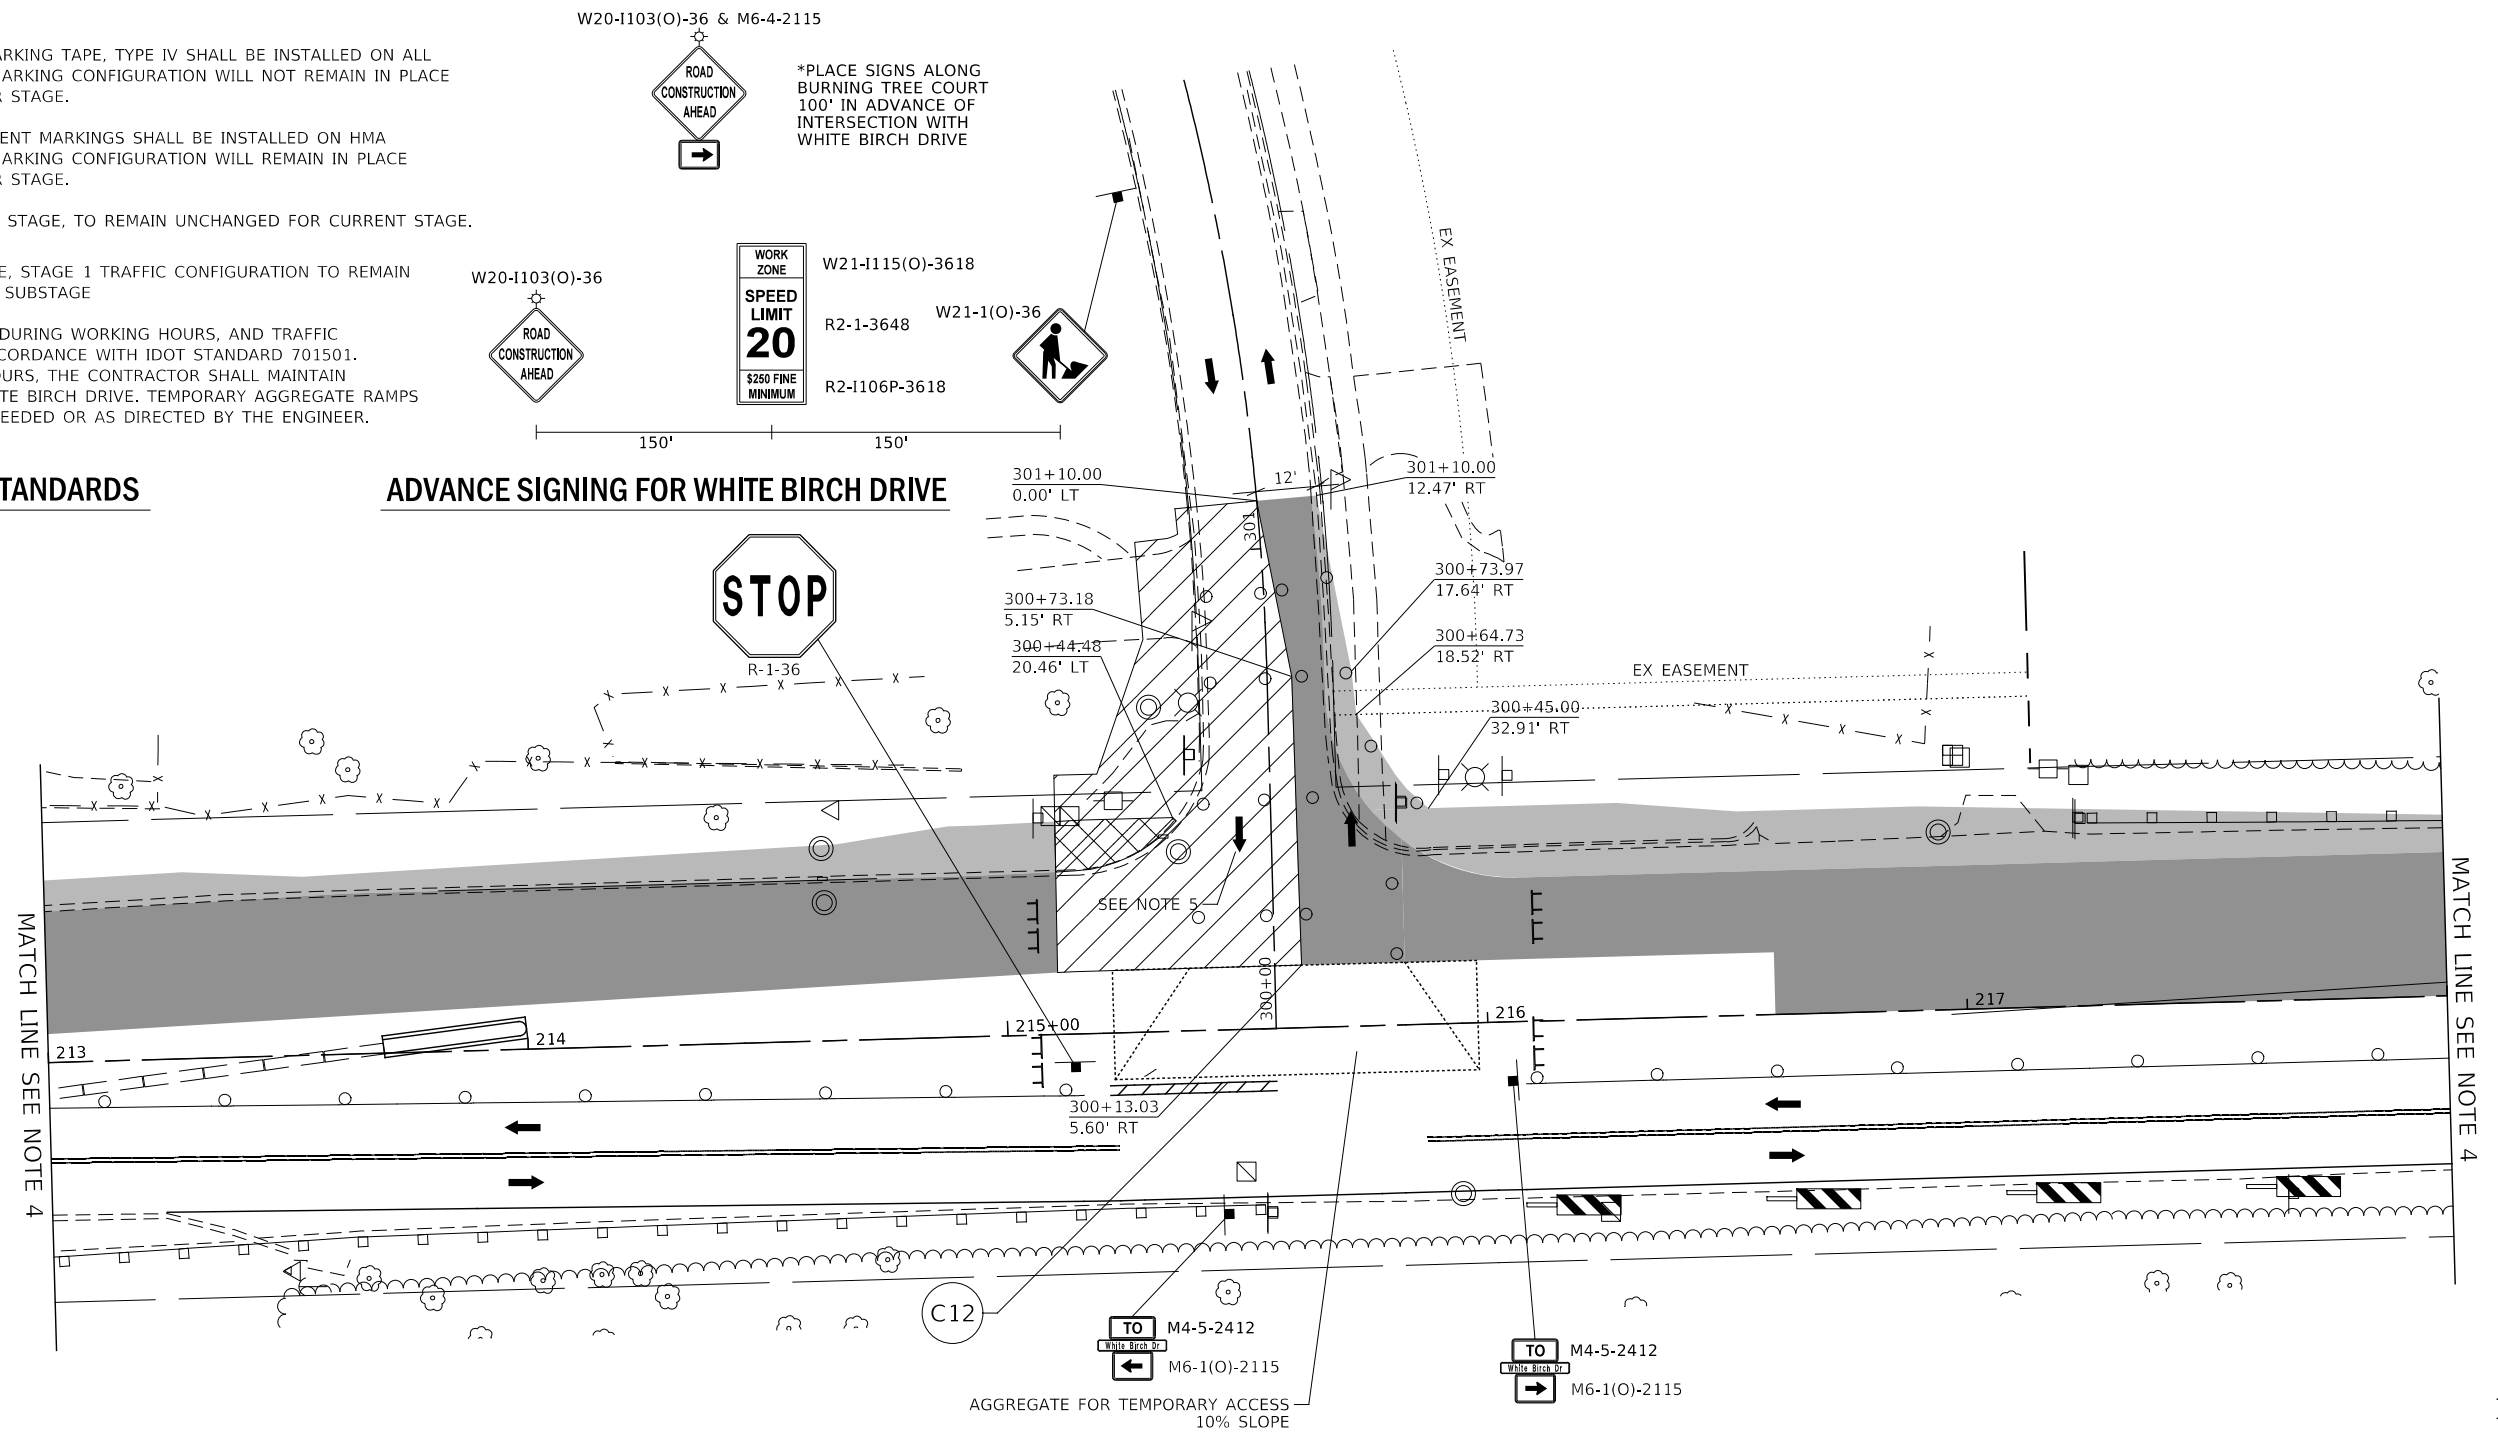 ARKING TAPE, TYPE IV SHALL BE INSTALLED ON ALL
ARKING CONFIGURATION WILL NOT REMAIN IN PLACE
R STAGE.
ENT MARKINGS SHALL BE INSTALLED ON HMA
ARKING CONFIGURATION WILL REMAIN IN PLACE
R STAGE.
STAGE, TO REMAIN UNCHANGED FOR CURRENT STAGE.
E, STAGE 1 TRAFFIC CONFIGURATION TO REMAIN
SUBSTAGE
DURING WORKING HOURS, AND TRAFFIC
CORDANCE WITH IDOT STANDARD 701501.
OURS, THE CONTRACTOR SHALL MAINTAIN
TE BIRCH DRIVE. TEMPORARY AGGREGATE RAMPS
EEDED OR AS DIRECTED BY THE ENGINEER.
TANDARDS
W20-I103(O)-36 & M6-4-2115
ROAD
CONSTRUCTION
AHEAD
*PLACE SIGNS ALONG
BURNING TREE COURT
100' IN ADVANCE OF
INTERSECTION WITH
WHITE BIRCH DRIVE
W20-I103(O)-36
ROAD
CONSTRUCTION
AHEAD
WORK
ZONE
SPEED
LIMIT
20
$250 FINE
MINIMUM
W21-I115(O)-3618
R2-1-3648
R2-I106P-3618
W21-1(O)-36
150'
150'
ADVANCE SIGNING FOR WHITE BIRCH DRIVE
STOP
R-1-36
301+10.00
0.00' LT
12'
301+10.00
12.47' RT
301
EX EASEMENT
300+73.18
5.15' RT
300+44.48
20.46' LT
300+73.97
17.64' RT
300+64.73
18.52' RT
300+45.00
32.91' RT
EX EASEMENT
X X X X X
X
X X
X X X X X X X
X X X X X X X X
X X X X
X
X
SEE NOTE 5
300+00
MATCH LINE SEE NOTE 4
MATCH LINE SEE NOTE 4
213
214
215+00
216
217
300+13.03
5.60' RT
C12
TO
White Birch Dr
M4-5-2412
M6-1(O)-2115
AGGREGATE FOR TEMPORARY ACCESS
10% SLOPE
TO
White Birch Dr
M4-5-2412
M6-1(O)-2115